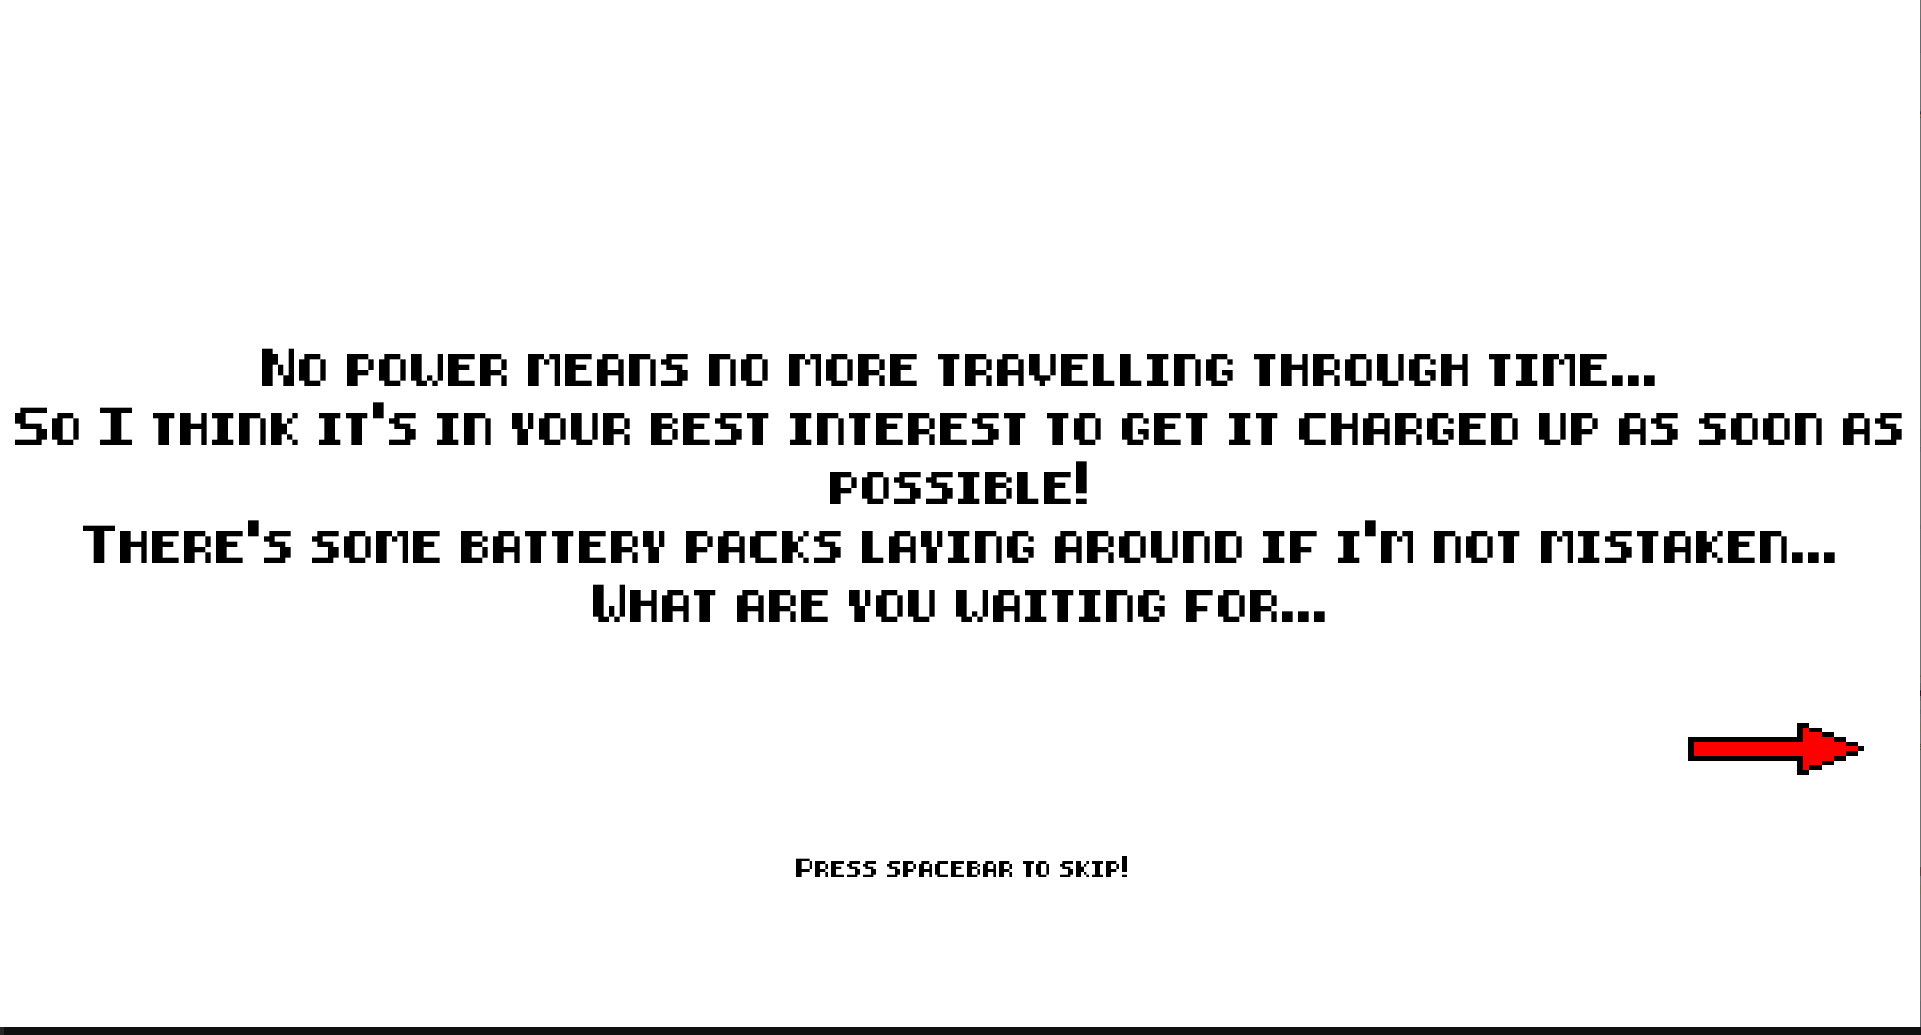 No power means no more travelling through time...
So I think it's in your best interest to get it charged up as soon as
possible!
There's some battery packs laying around if i'm not mistaken...
What are you waiting for...
Press spacebar to skip!